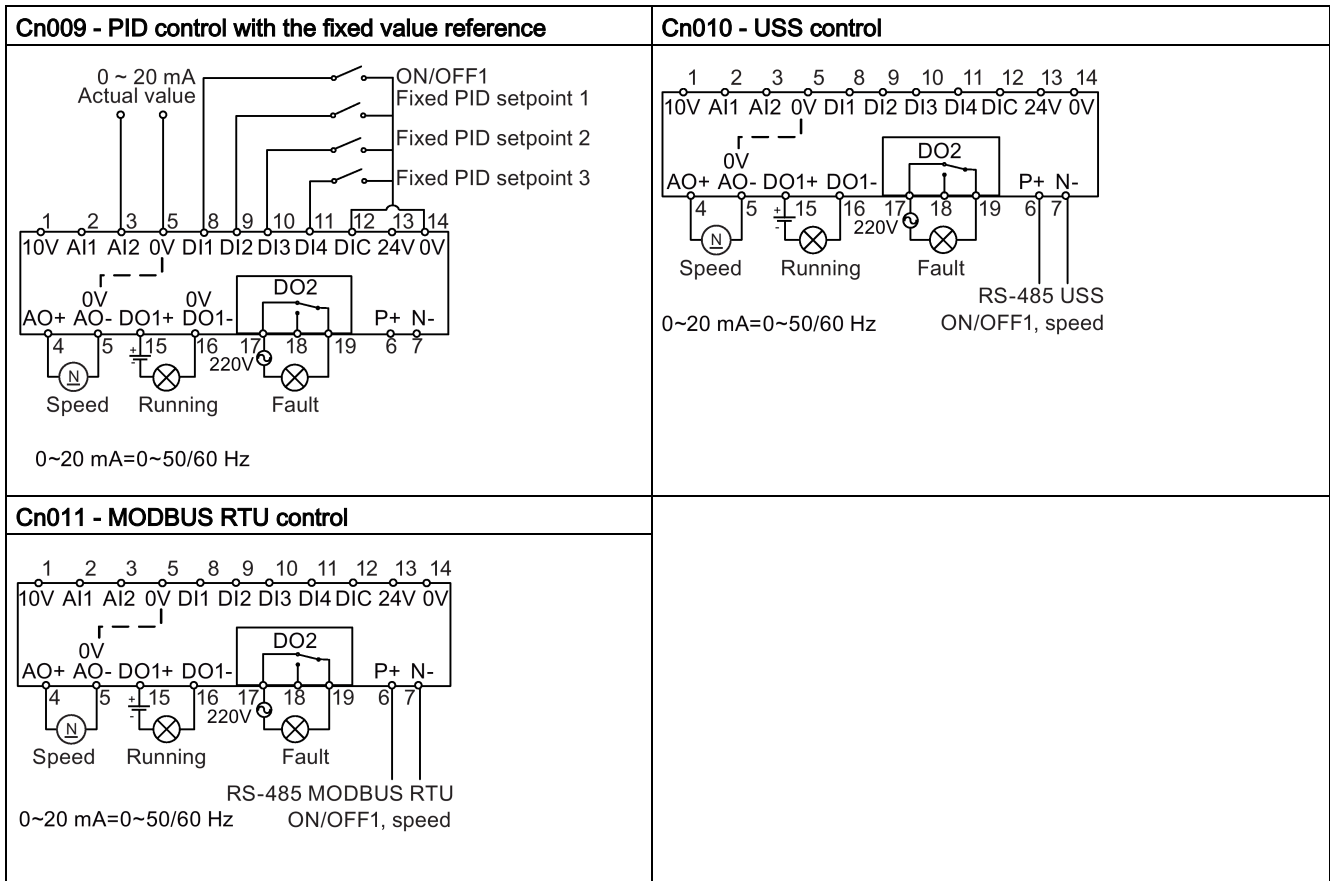 Cn009 - PID control with the fixed value reference
0 ~ 20 mA
Actual value
ON/OFF1
Fixed PID setpoint 1
Fixed PID setpoint 2
Fixed PID setpoint 3
1 2 3 5 8 9 10 11 12 13 14
10V AI1 AI2 0V DI1 DI2 DI3 DI4 DIC 24V 0V
DO2
0V 0V
AO+ AO- DO1+ DO1- P+ N-
4 5 + - 15 16 17 18 19 6 7
220V
N
Speed Running Fault
0~20 mA=0~50/60 Hz
Cn010 - USS control
1 2 3 5 8 9 10 11 12 13 14
10V AI1 AI2 0V DI1 DI2 DI3 DI4 DIC 24V 0V
DO2
0V
AO+ AO- DO1+ DO1- P+ N-
4 5 + - 15 16 17 18 19 6 7
220V
N
Speed Running Fault
RS-485 USS
0~20 mA=0~50/60 Hz ON/OFF1, speed
Cn011 - MODBUS RTU control
1 2 3 5 8 9 10 11 12 13 14
10V AI1 AI2 0V DI1 DI2 DI3 DI4 DIC 24V 0V
DO2
0V
AO+ AO- DO1+ DO1- P+ N-
4 5 + - 15 16 17 18 19 6 7
220V
N
Speed Running Fault
RS-485 MODBUS RTU
0~20 mA=0~50/60 Hz ON/OFF1, speed